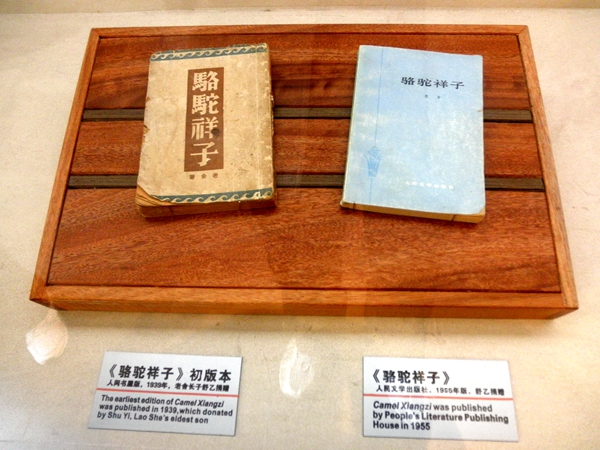 駱駝祥子
老舍著
骆驼祥子
老舍
《骆驼祥子》初版本
人间书屋版，1939年，老舍长子舒乙捐赠
The earliest edition of Camel Xiangzi
was published in 1939,which donated
by Shu Yi, Lao She's eldest son
《骆驼祥子》
人民文学出版社，1955年版，舒乙捐赠
Camel Xiangzi was published
by People's Literature Publishing
House in 1955